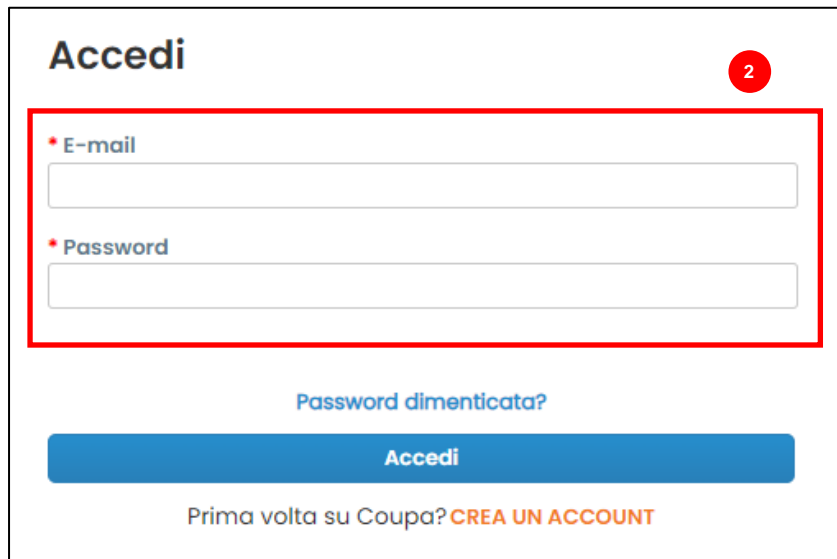 Accedi
2
* E-mail
* Password
Password dimenticata?
Accedi
Prima volta su Coupa? CREA UN ACCOUNT